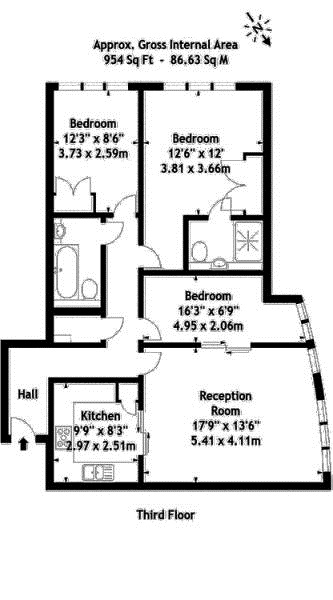 Approx. Gross Internal Area
954 Sq Ft - 86.63 Sq M
N
Bedroom
12'3" x 8'6"
3.73 x 2.59m
Bedroom
12'6" x 12'
3.81 x 3.66m
Bedroom
16'3" x 6'9"
4.95 x 2.06m
Hall
Kitchen
9'9" x 8'3"
2.97 x 2.51m
Reception
Room
17'9" x 13'6"
5.41 x 4.11m
Third Floor